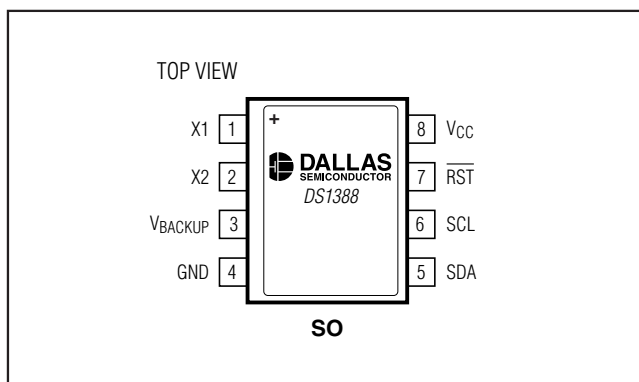 TOP VIEW
X1 1 + 8 VCC
DALLAS
SEMICONDUCTOR
X2 2 7 RST
DS1388
VBACKUP 3 6 SCL
GND 4 5 SDA
SO